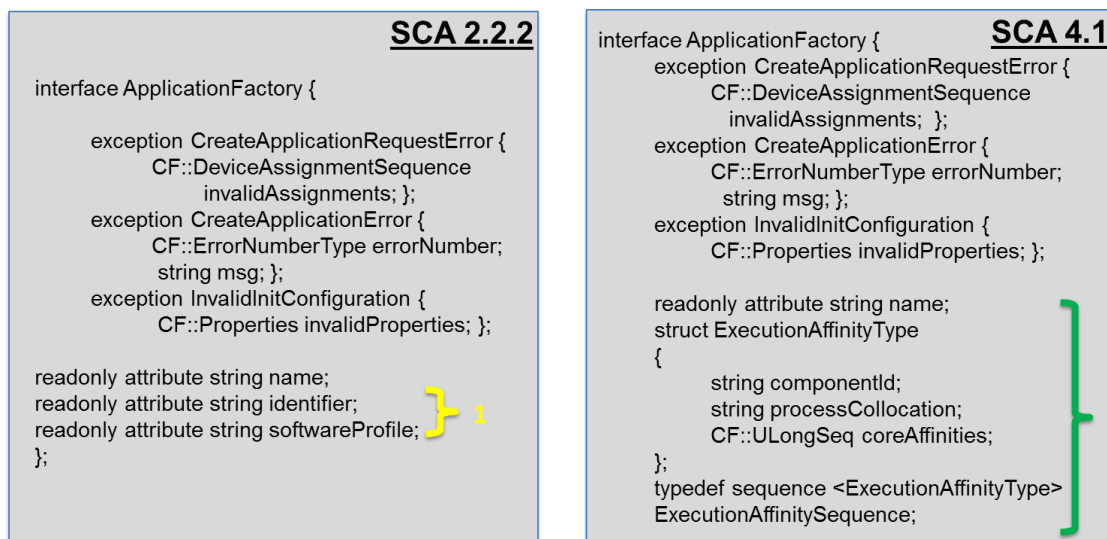 SCA 2.2.2
interface ApplicationFactory {
exception CreateApplicationRequestError {
CF::DeviceAssignmentSequence
invalidAssignments; };
exception CreateApplicationError {
CF::ErrorNumberType errorNumber;
string msg; };
exception InvalidInitConfiguration {
CF::Properties invalidProperties; };
readonly attribute string name;
readonly attribute string identifier;
readonly attribute string softwareProfile;
};
1
SCA 4.1
interface ApplicationFactory {
exception CreateApplicationRequestError {
CF::DeviceAssignmentSequence
invalidAssignments; };
exception CreateApplicationError {
CF::ErrorNumberType errorNumber;
string msg; };
exception InvalidInitConfiguration {
CF::Properties invalidProperties; };
readonly attribute string name;
struct ExecutionAffinityType
{
string componentId;
string processCollocation;
CF::ULongSeq coreAffinities;
};
typedef sequence <ExecutionAffinityType>
ExecutionAffinitySequence;